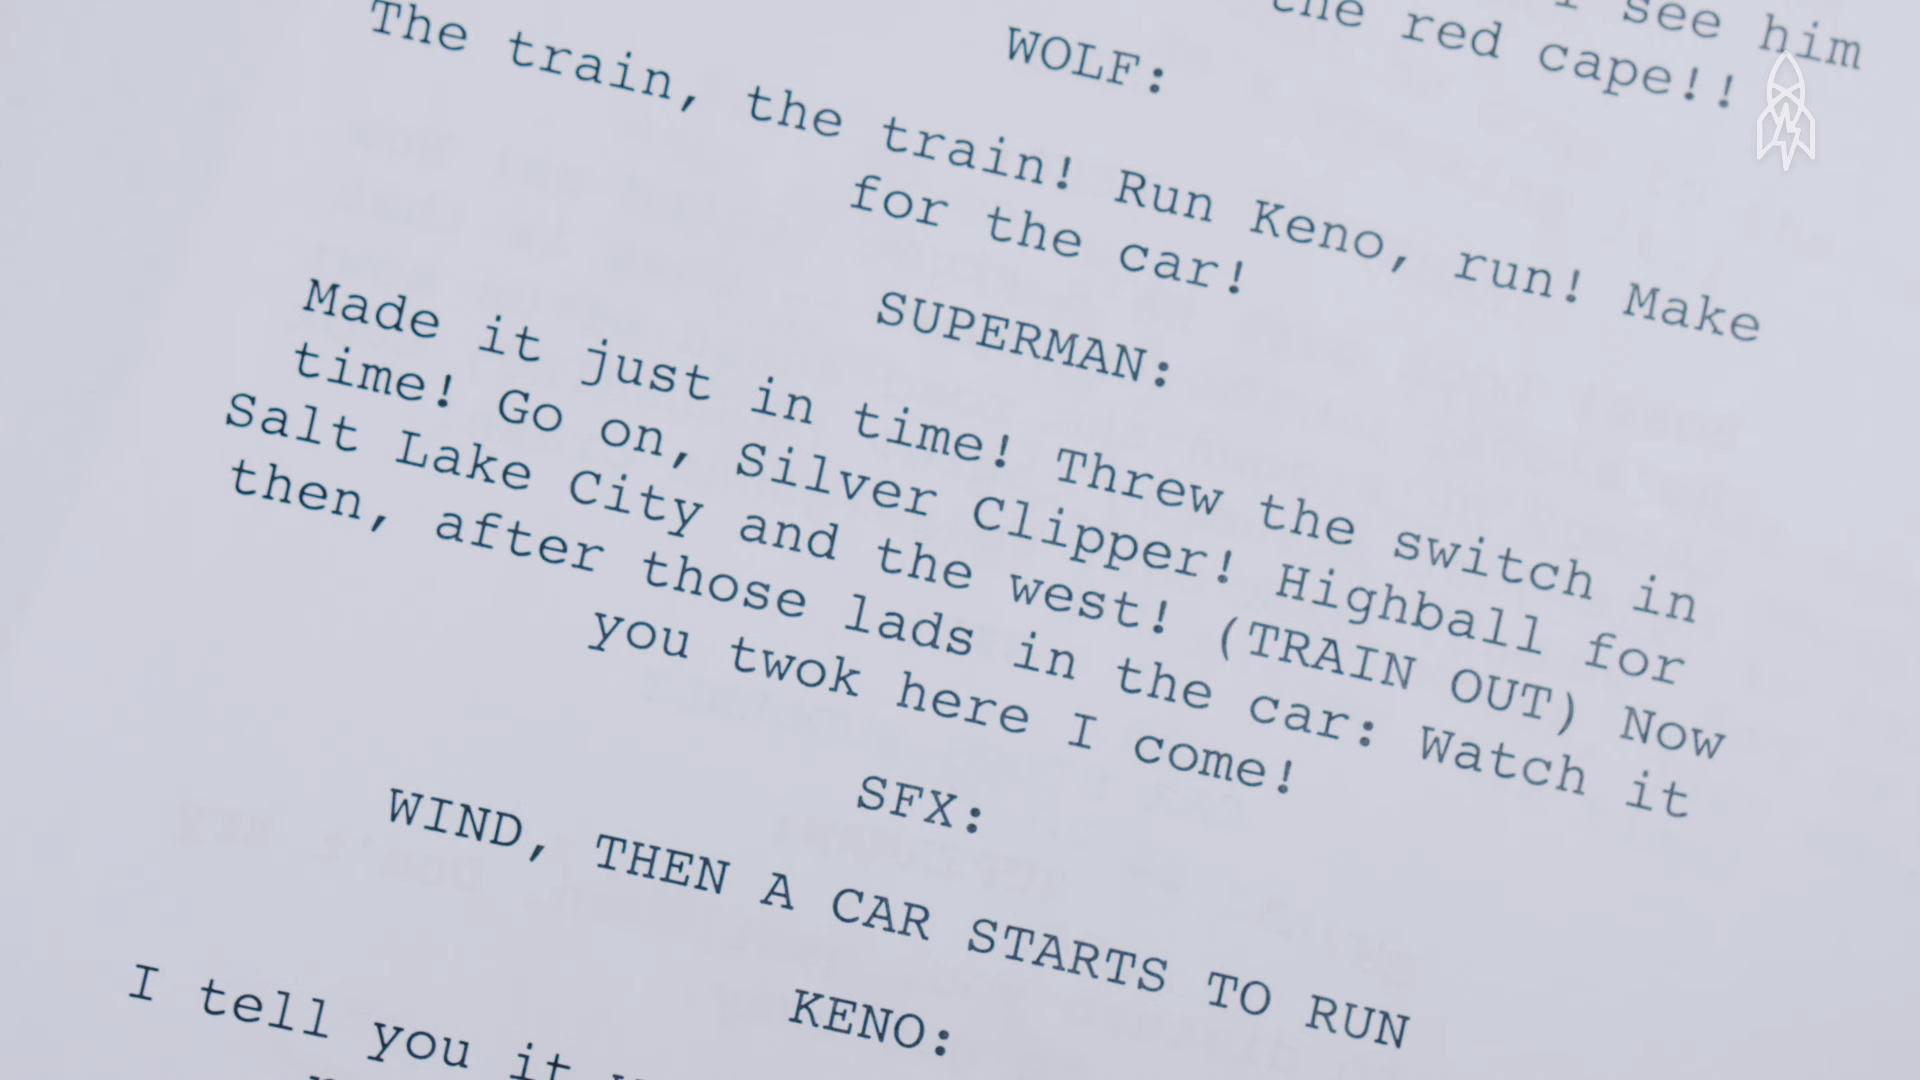 I see him
the red cape!!
WOLF:
The train, the train! Run Keno, run! Make
for the car!
SUPERMAN:
Made it just in time! Threw the switch in
time! Go on, Silver Clipper! Highball for
Salt Lake City and the west! (TRAIN OUT) Now
then, after those lads in the car: Watch it
you twok here I come!
SFX:
WIND, THEN A CAR STARTS TO RUN
KENO:
I tell you it